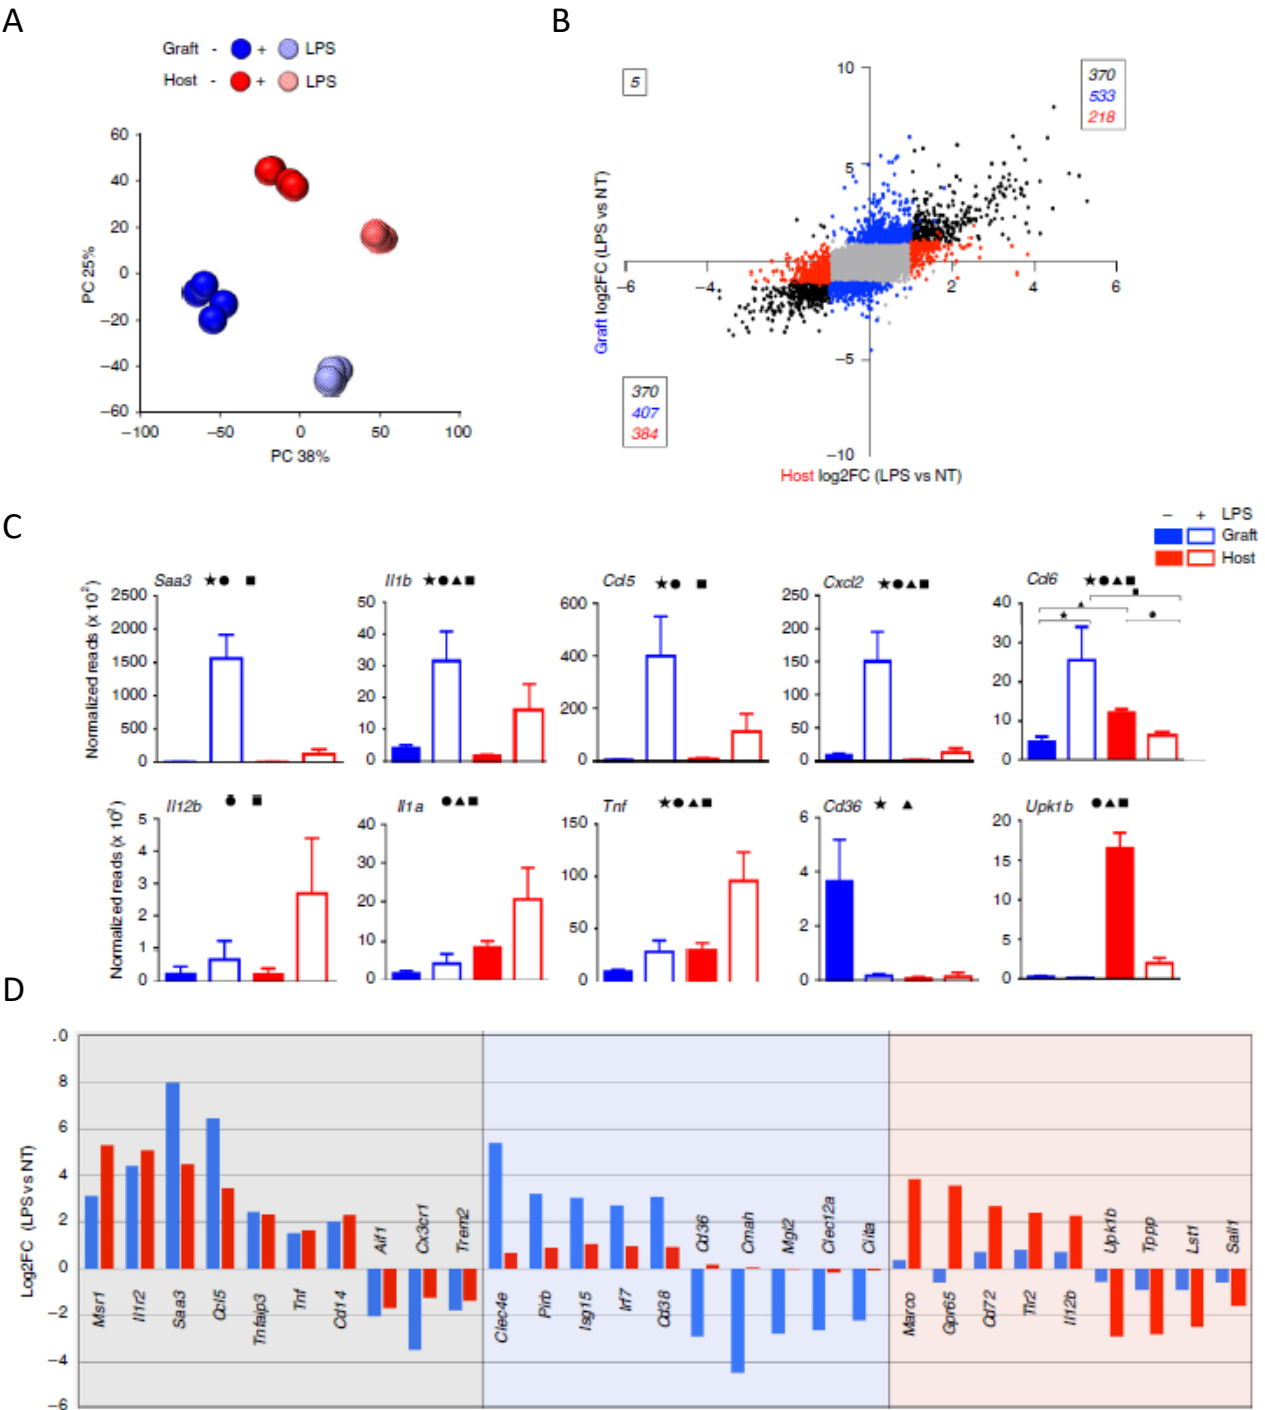 A
Graft - + LPS
Host - + LPS
60
40
20
0
−20
−40
−60
−100 −50 0 50 100
PC 25%
PC 38%
B
5
370
533
218
10
5
−5
−10
−6 −4 2 4 6
370
407
384
Graft log2FC (LPS vs NT)
Host log2FC (LPS vs NT)
C
− + LPS
Graft
Host
Normalized reads (x 10²)
Saa3 ★● ■
2500
2000
1500
1000
500
0
Il1b ★●▲■
50
40
30
20
10
0
Ccl5 ★● ■
600
400
200
0
Cxcl2 ★●▲■
250
200
150
100
50
0
Ccl6 ★●▲■
■
▲
★ ●
40
30
20
10
0
Normalized reads (x 10²)
Il12b ● ■
5
4
3
2
1
0
Il1a ●▲■
40
30
20
10
0
Tnf ★●▲■
150
100
50
0
Cd36 ★ ▲
6
4
2
0
Upk1b ●▲■
20
15
10
5
0
D
.0
8
6
4
2
0
−2
−4
−6
Log2FC (LPS vs NT)
Msr1
Il1r2
Saa3
Ccl5
Tnfaip3
Tnf
Cd14
Aif1
Cx3cr1
Trem2
Clec4e
Pirb
Isg15
Irf7
Cd38
Cd36
Cmah
Mgl2
Clec12a
Ciita
Marco
Gpr65
Cd72
Tlr2
Il12b
Upk1b
Tppp
Lst1
Sall1